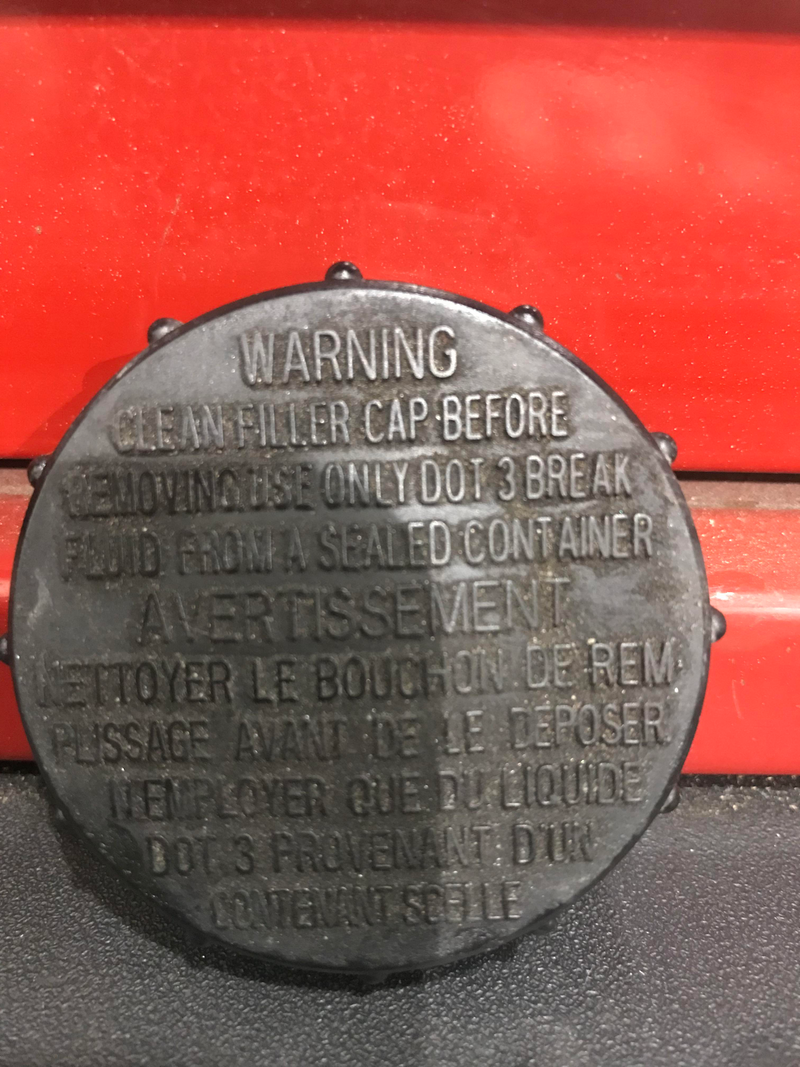 WARNING
CLEAN FILLER CAP BEFORE
REMOVING USE ONLY DOT 3 BREAK
FLUID FROM A SEALED CONTAINER
AVERTISSEMENT
NETTOYER LE BOUCHON DE REM-
PLISSAGE AVANT DE LE DEPOSER
N'EMPLOYER QUE DU LIQUIDE
DOT 3 PROVENANT D'UN
CONTENANT SCELLE